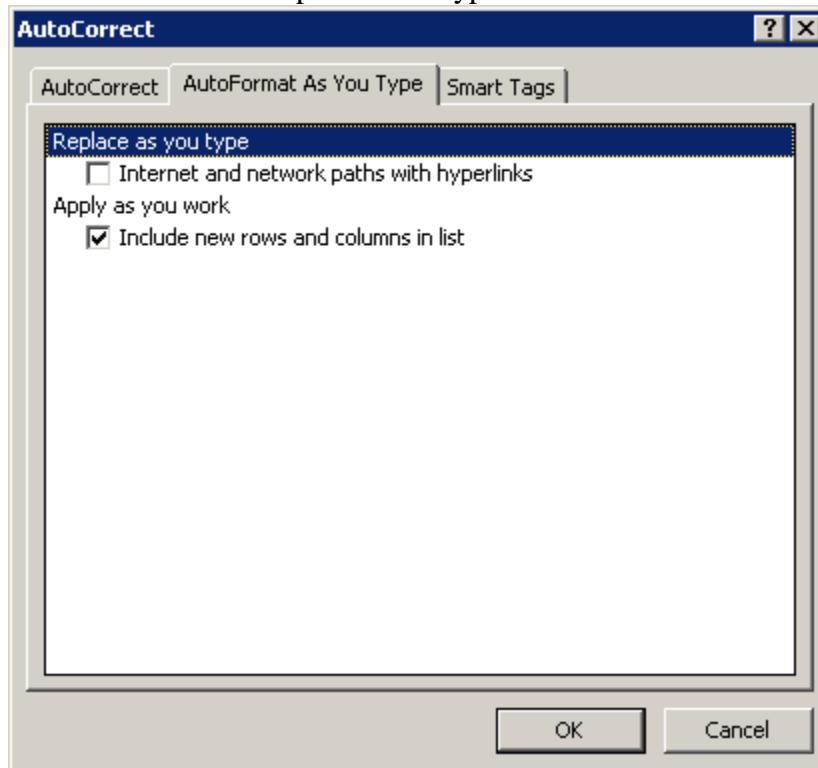 AutoCorrect
AutoCorrect AutoFormat As You Type Smart Tags
Replace as you type
Internet and network paths with hyperlinks
Apply as you work
Include new rows and columns in list
OK Cancel